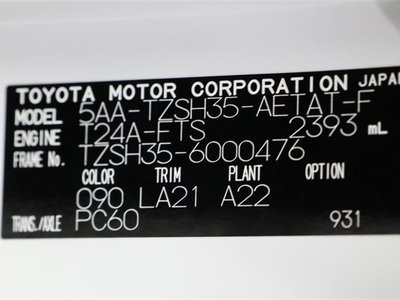 TOYOTA MOTOR CORPORATION JAPAN
MODEL 5AA-TZSH35-AETAT-F
ENGINE T24A-FTS 2393 mL
FRAME No. TZSH35-6000476
COLOR TRIM PLANT OPTION
090 LA21 A22
TRANS./AXLE PC60 931